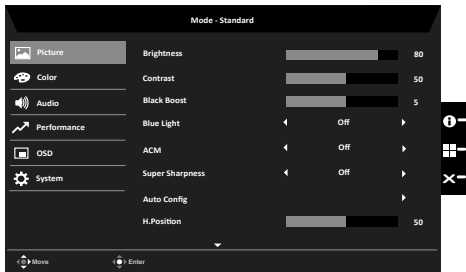 Mode - Standard
Picture
Color
Audio
Performance
OSD
System
Brightness 80
Contrast 50
Black Boost 5
Blue Light Off
ACM Off
Super Sharpness Off
Auto Config
H.Position 50
Move Enter